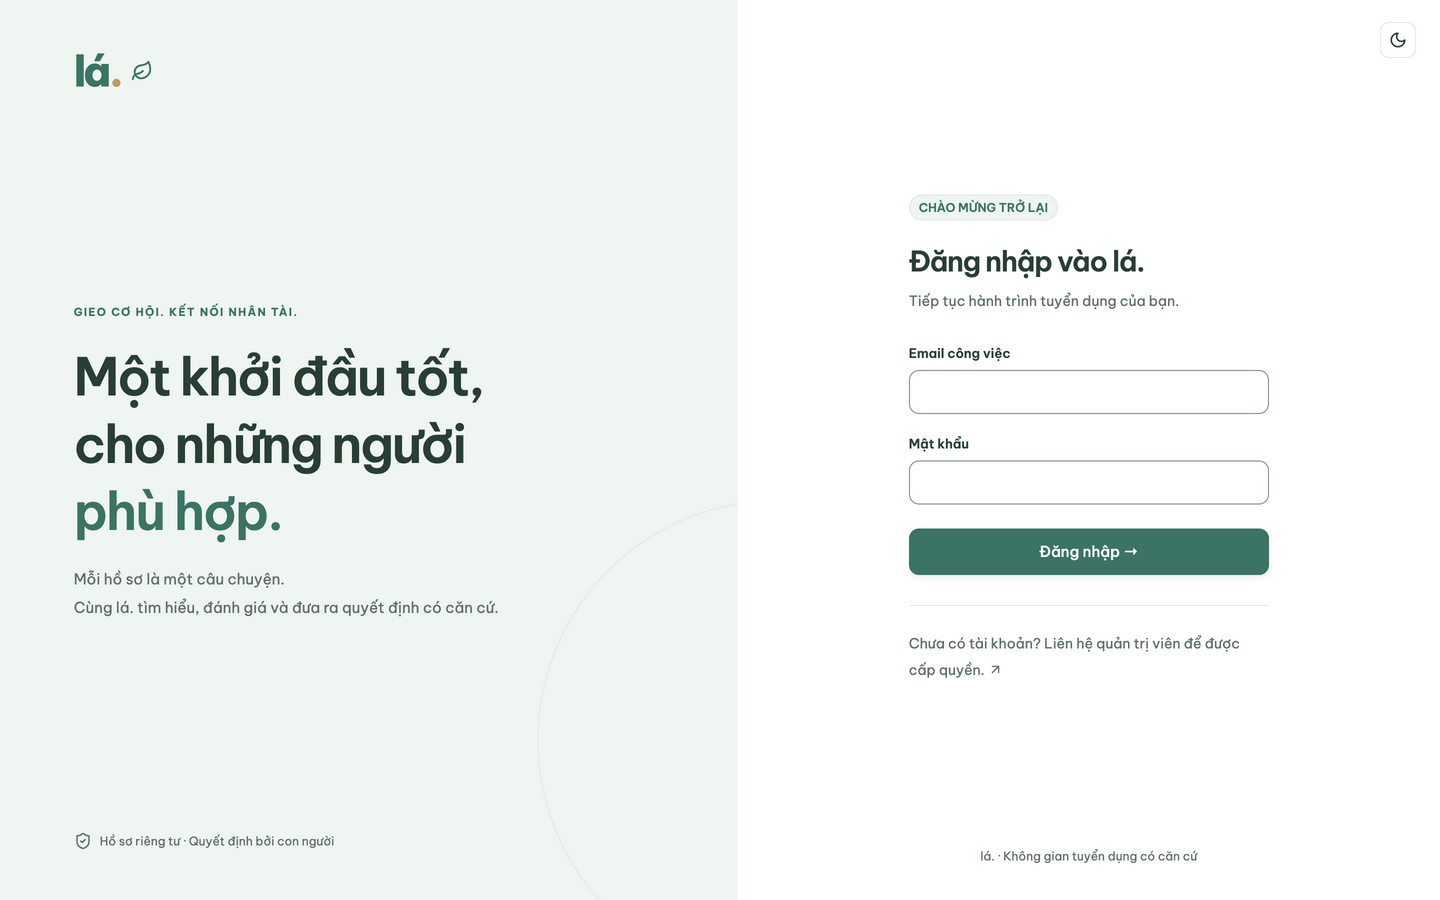 lá.
GIEO CƠ HỘI. KẾT NỐI NHÂN TÀI.
Một khởi đầu tốt,
cho những người
phù hợp.
Mỗi hồ sơ là một câu chuyện.
Cùng lá. tìm hiểu, đánh giá và đưa ra quyết định có căn cứ.
Hồ sơ riêng tư · Quyết định bởi con người
CHÀO MỪNG TRỞ LẠI
Đăng nhập vào lá.
Tiếp tục hành trình tuyển dụng của bạn.
Email công việc
Mật khẩu
Đăng nhập →
Chưa có tài khoản? Liên hệ quản trị viên để được
cấp quyền. ↗
lá. · Không gian tuyển dụng có căn cứ